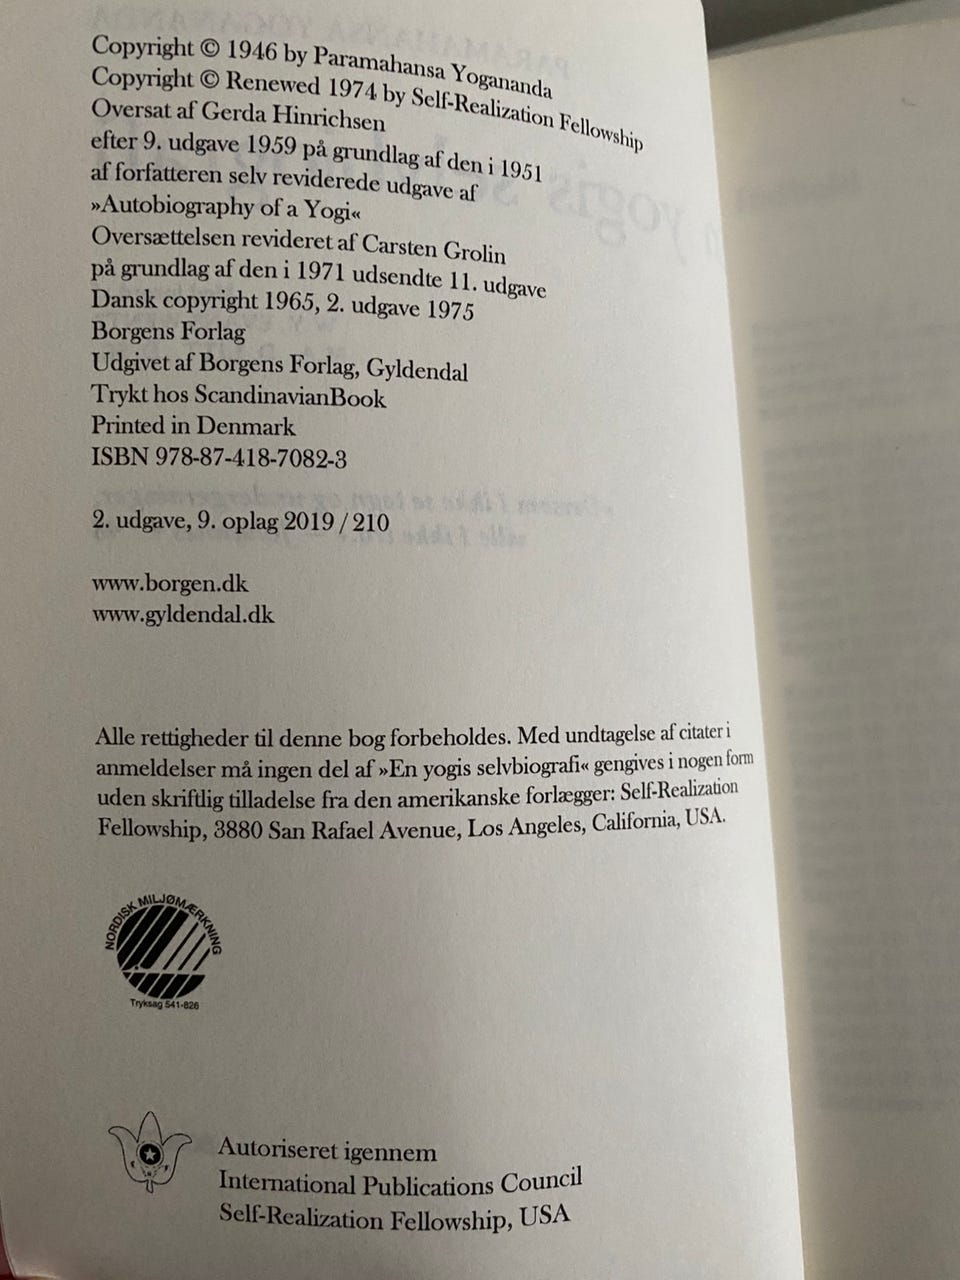 Copyright © 1946 by Paramahansa Yogananda
Copyright © Renewed 1974 by Self-Realization Fellowship
Oversat af Gerda Hinrichsen
efter 9. udgave 1959 på grundlag af den i 1951
af forfatteren selv reviderede udgave af
»Autobiography of a Yogi«
Oversættelsen revideret af Carsten Grolin
på grundlag af den i 1971 udsendte 11. udgave
Dansk copyright 1965, 2. udgave 1975
Borgens Forlag
Udgivet af Borgens Forlag, Gyldendal
Trykt hos ScandinavianBook
Printed in Denmark
ISBN 978-87-418-7082-3
2. udgave, 9. oplag 2019 / 210
www.borgen.dk
www.gyldendal.dk
Alle rettigheder til denne bog forbeholdes. Med undtagelse af citater i
anmeldelser må ingen del af »En yogis selvbiografi« gengives i nogen form
uden skriftlig tilladelse fra den amerikanske forlægger: Self-Realization
Fellowship, 3880 San Rafael Avenue, Los Angeles, California, USA.
NORDISK MILJØMÆRKNING
Tryksag 541-826
Autoriseret igennem
International Publications Council
Self-Realization Fellowship, USA